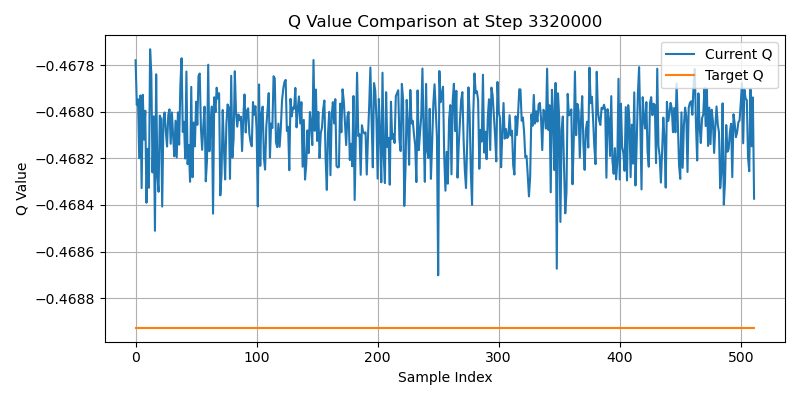 Q Value Comparison at Step 3320000
Q Value
−0.4678
−0.4680
−0.4682
−0.4684
−0.4686
−0.4688
Current Q
Target Q
0 100 200 300 400 500
Sample Index